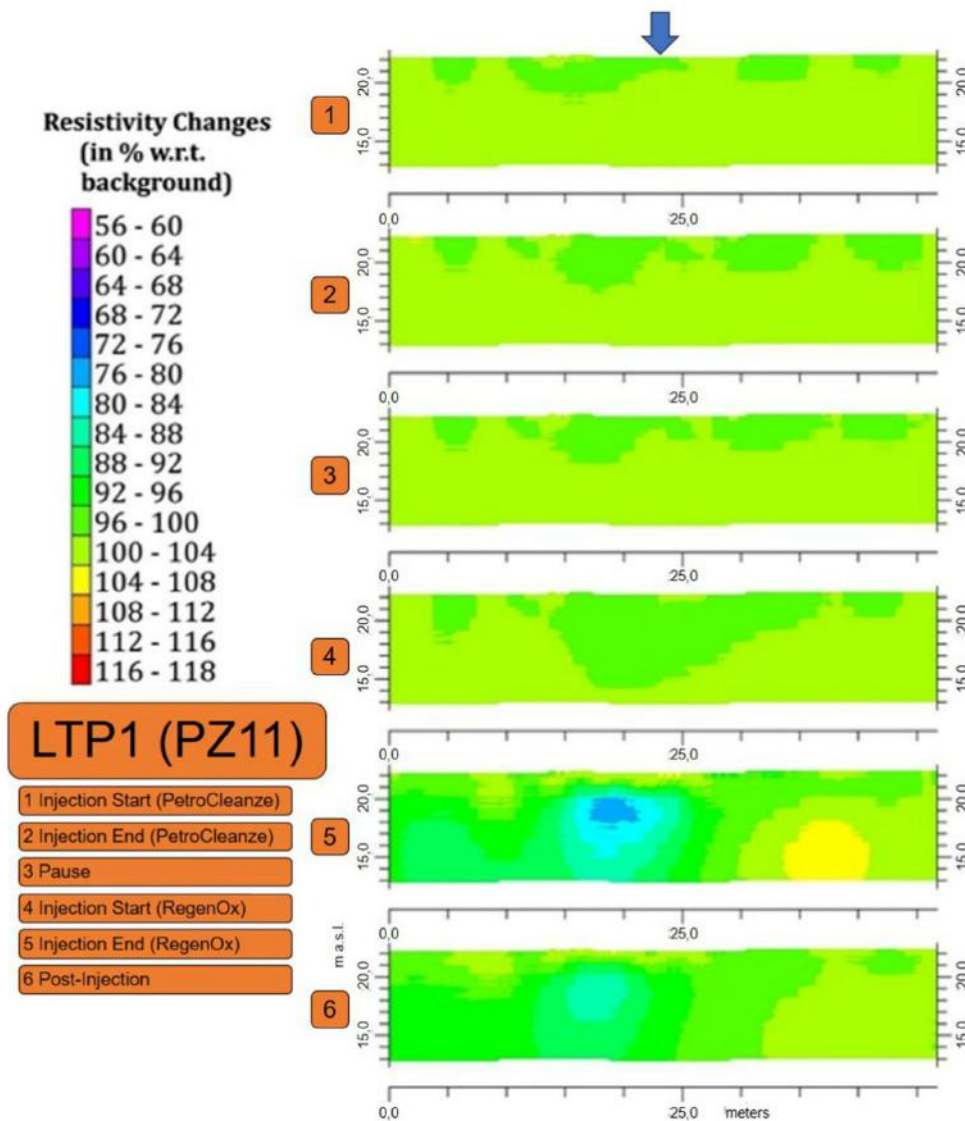 Resistivity Changes
(in % w.r.t.
background)
56 - 60
60 - 64
64 - 68
68 - 72
72 - 76
76 - 80
80 - 84
84 - 88
88 - 92
92 - 96
96 - 100
100 - 104
104 - 108
108 - 112
112 - 116
116 - 118
LTP1 (PZ11)
1 Injection Start (PetroCleanze)
2 Injection End (PetroCleanze)
3 Pause
4 Injection Start (RegenOx)
5 Injection End (RegenOx)
6 Post-Injection
1
20,0
15,0
20,0
15,0
0,0
25,0
2
20,0
15,0
20,0
15,0
0,0
25,0
3
20,0
15,0
20,0
15,0
0,0
25,0
4
20,0
15,0
20,0
15,0
0,0
25,0
5
20,0
15,0
20,0
15,0
0,0
25,0
m a.s.l.
6
20,0
15,0
20,0
15,0
0,0
25,0
meters